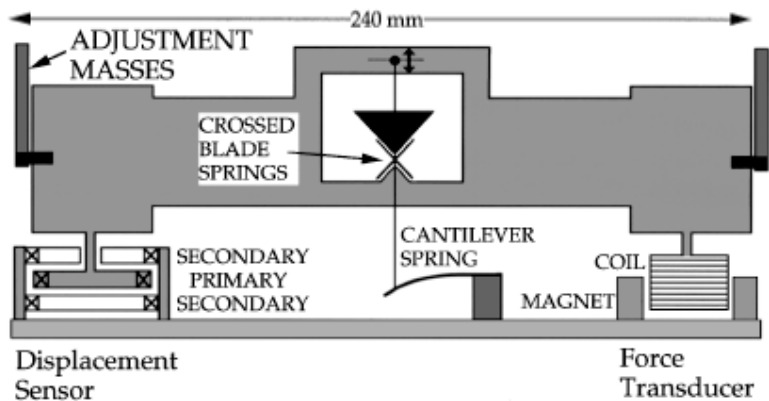 240 mm
ADJUSTMENT
MASSES
CROSSED
BLADE
SPRINGS
CANTILEVER
SPRING
SECONDARY
PRIMARY
SECONDARY
COIL
MAGNET
Displacement
Sensor
Force
Transducer